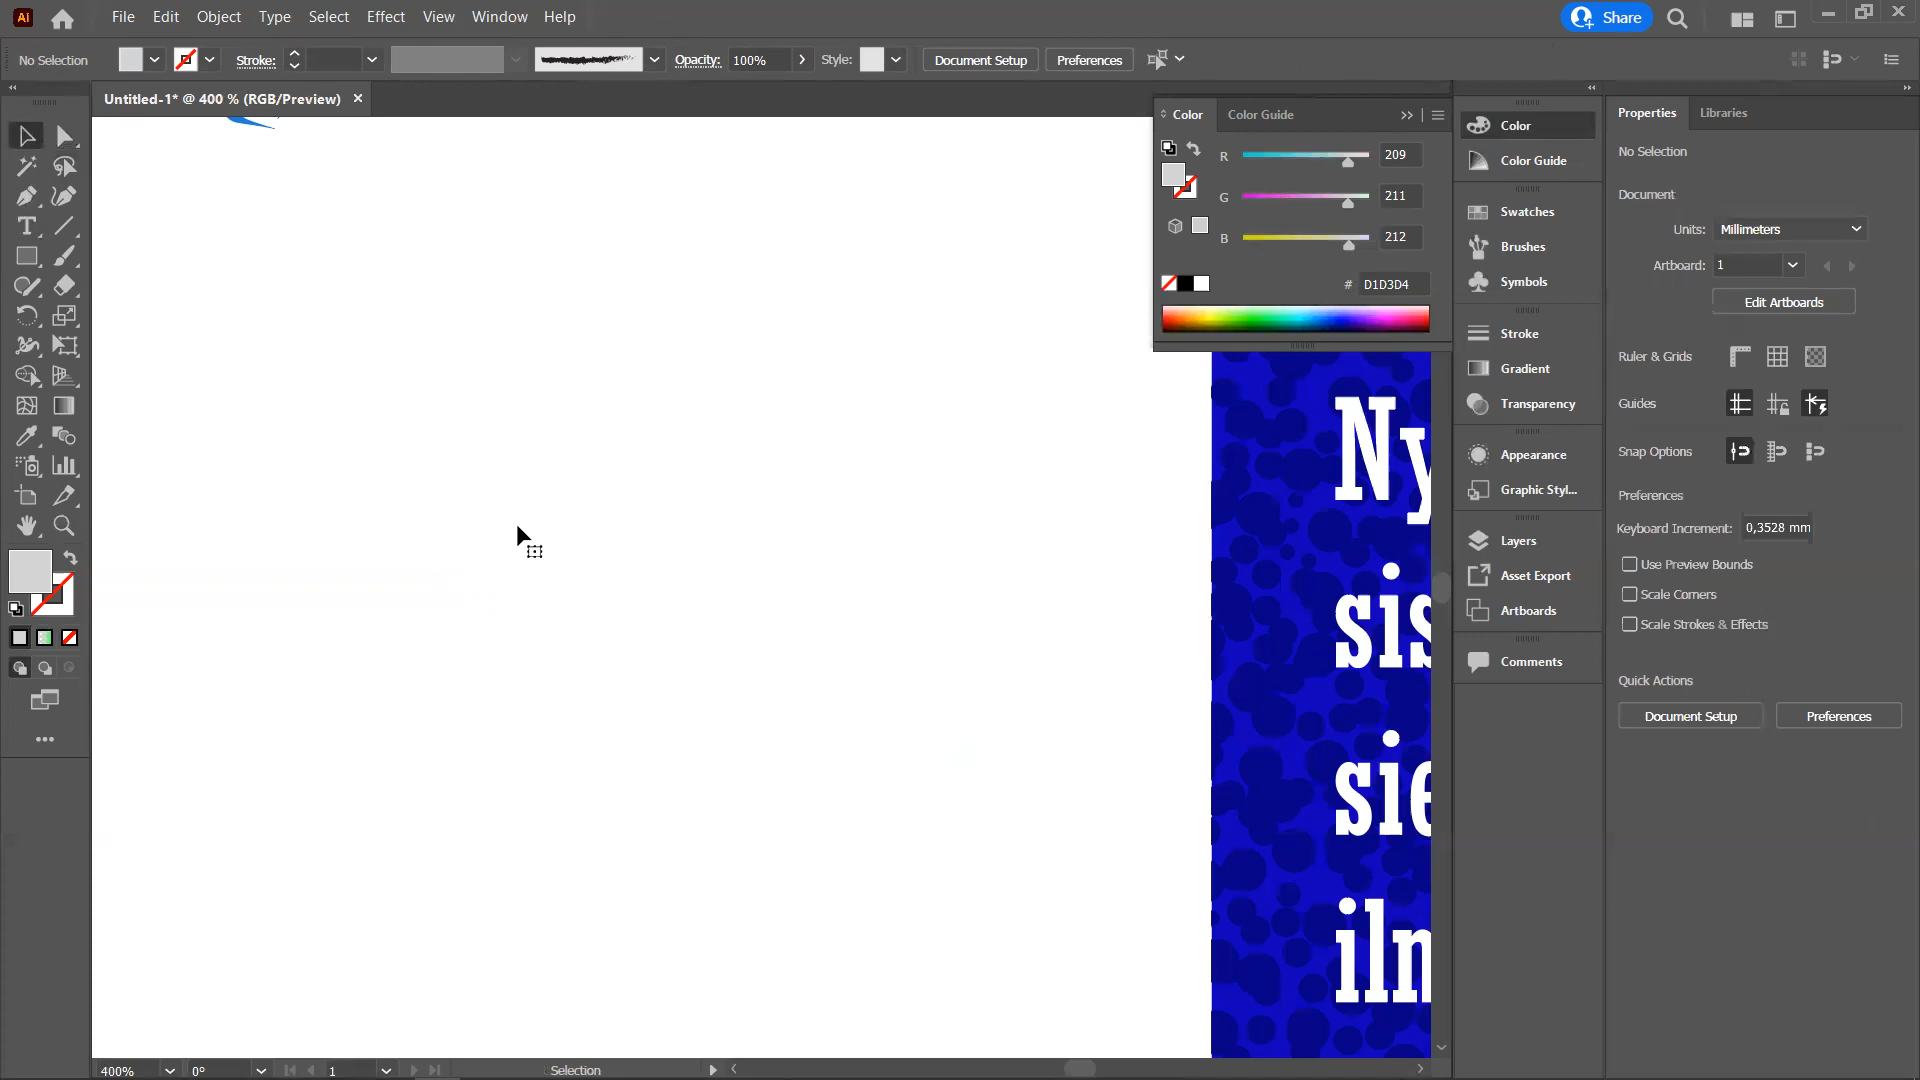 Ai File Edit Object Type Select Effect View Window Help Share
No Selection Stroke: Opacity: 100% Style: Document Setup Preferences
Untitled-1* @ 400 % (RGB/Preview)
Color Color Guide
R 209
G 211
B 212
# D1D3D4
Color
Color Guide
Swatches
Brushes
Symbols
Stroke
Gradient
Transparency
Appearance
Graphic Styl...
Layers
Asset Export
Artboards
Comments
Properties Libraries
No Selection
Document
Units: Millimeters
Artboard: 1
Edit Artboards
Ruler & Grids
Guides
Snap Options
Preferences
Keyboard Increment: 0,3528 mm
Use Preview Bounds
Scale Corners
Scale Strokes & Effects
Quick Actions
Document Setup Preferences
Ny
sis
sie
400% 0° 1 Selection